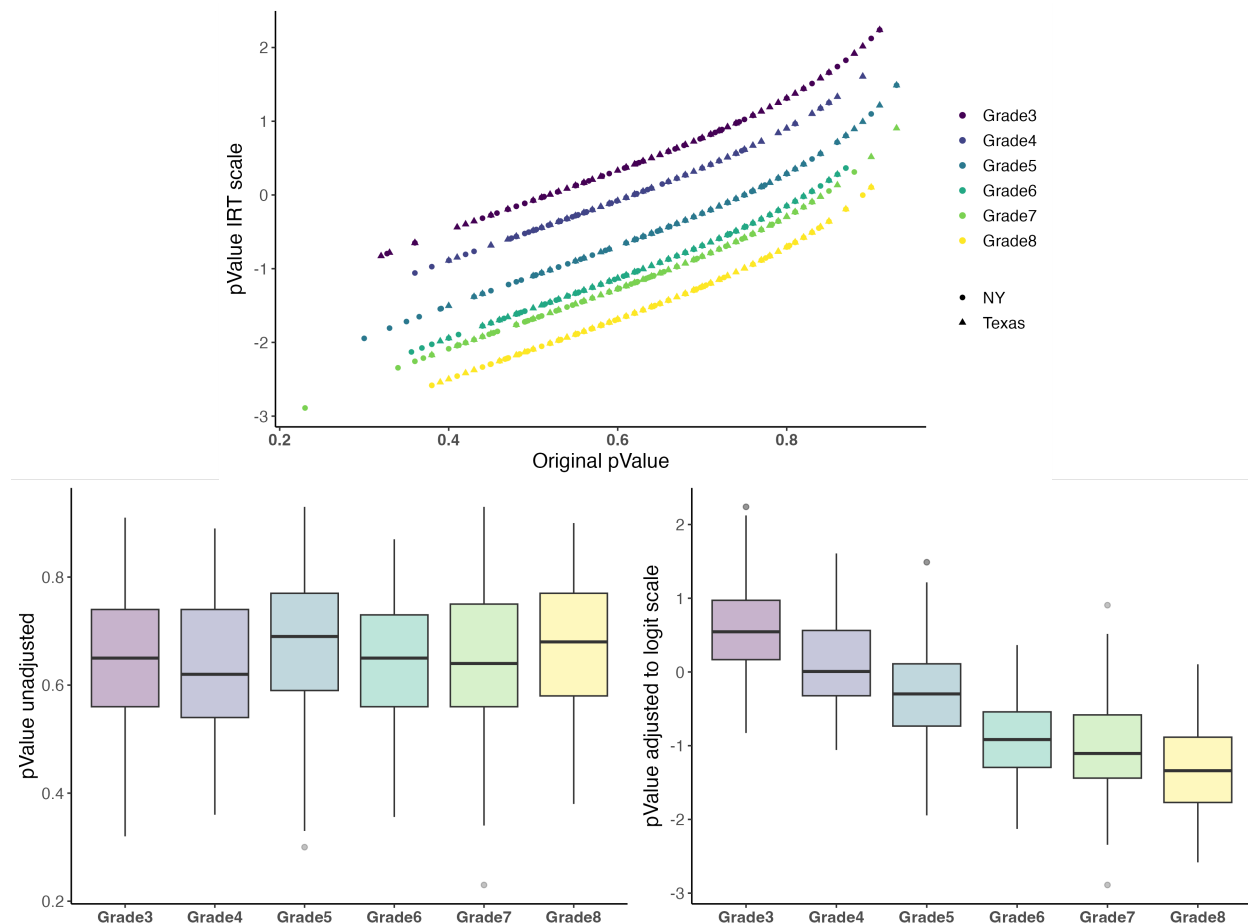 pValue IRT scale
2
1
0
-1
-2
-3
0.2
0.4
0.6
0.8
Original pValue
Grade3
Grade4
Grade5
Grade6
Grade7
Grade8
NY
Texas
pValue unadjusted
0.8
0.6
0.4
0.2
Grade3
Grade4
Grade5
Grade6
Grade7
Grade8
pValue adjusted to logit scale
2
1
0
-1
-2
-3
Grade3
Grade4
Grade5
Grade6
Grade7
Grade8